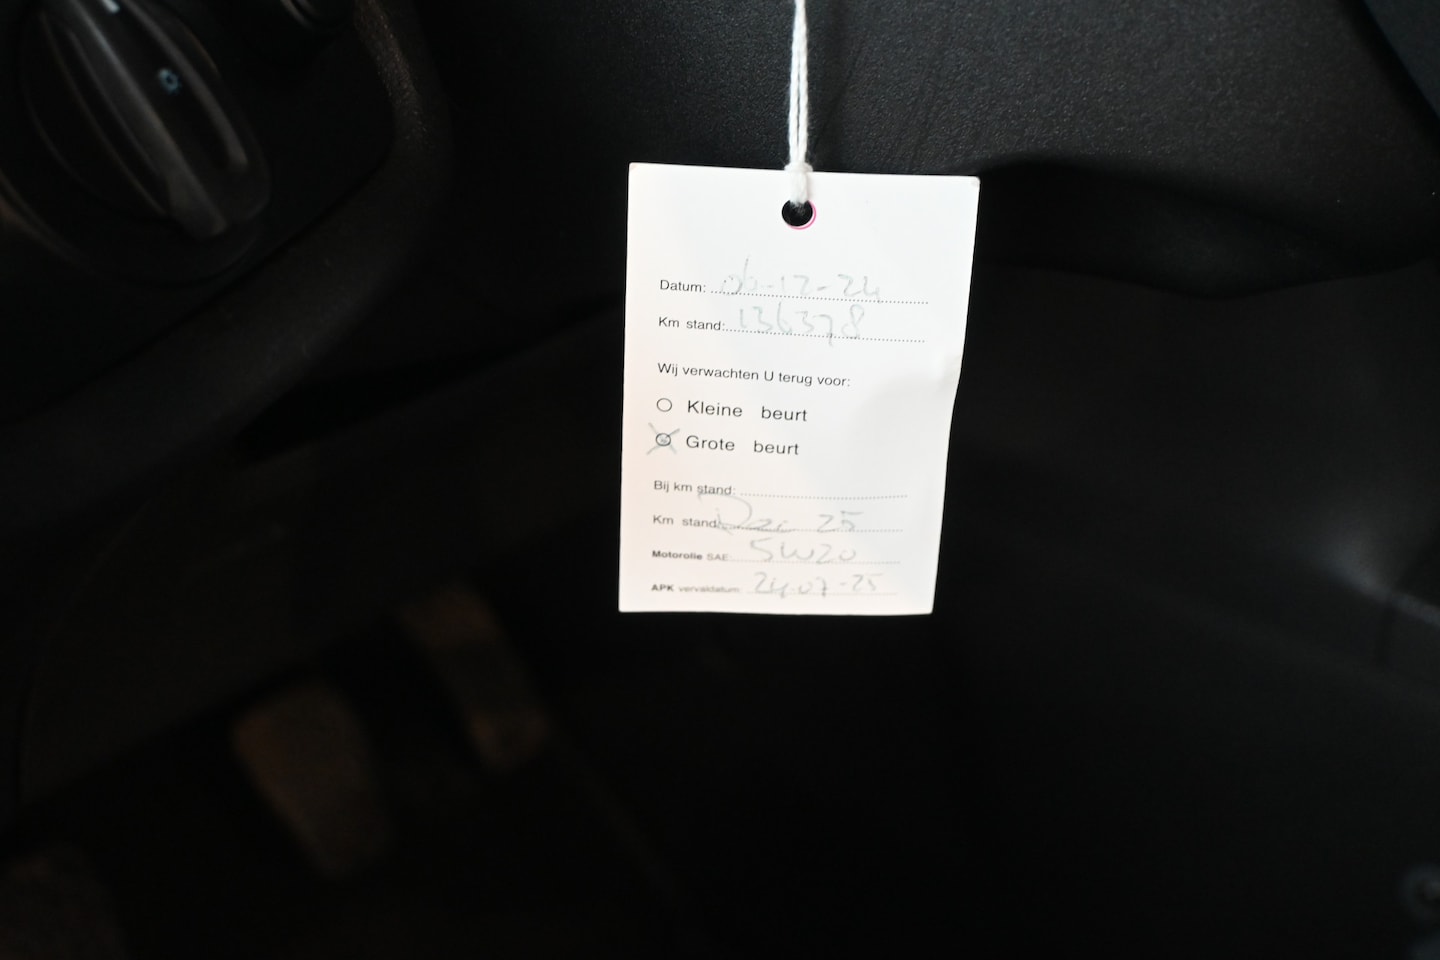 Datum: 06-12-24
Km stand: 136378
Wij verwachten U terug voor:
Kleine beurt
Grote beurt
Bij km stand:
Km stand: Dec 25
Motorolie SAE: 5W20
APK vervaldatum: 24-07-25